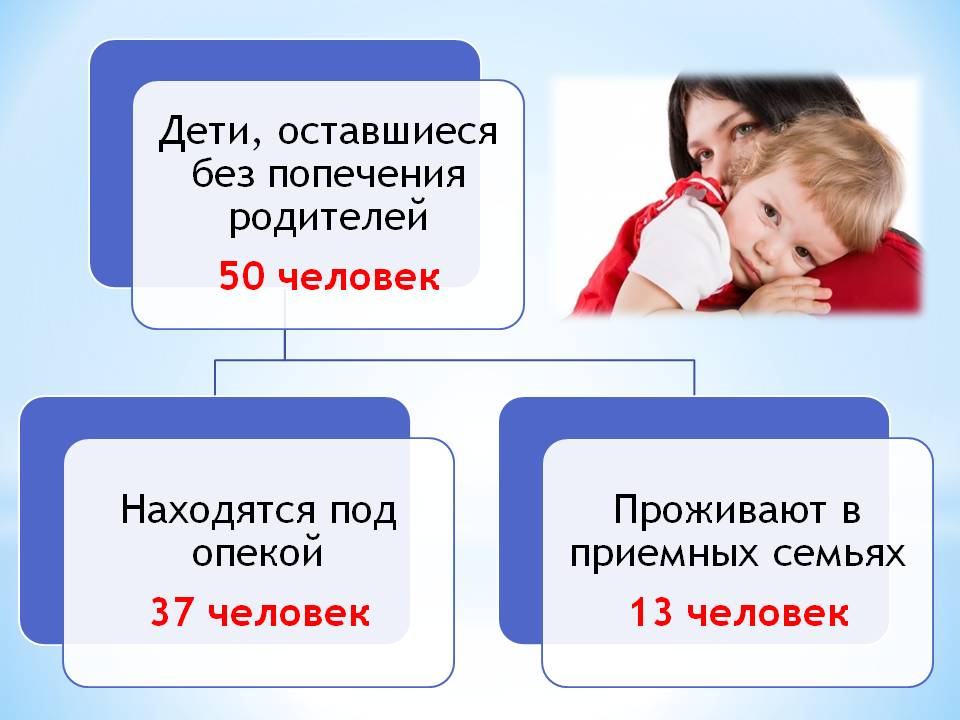 Дети, оставшиеся
без попечения
родителей
50 человек
Находятся под
опекой
37 человек
Проживают в
приемных семьях
13 человек